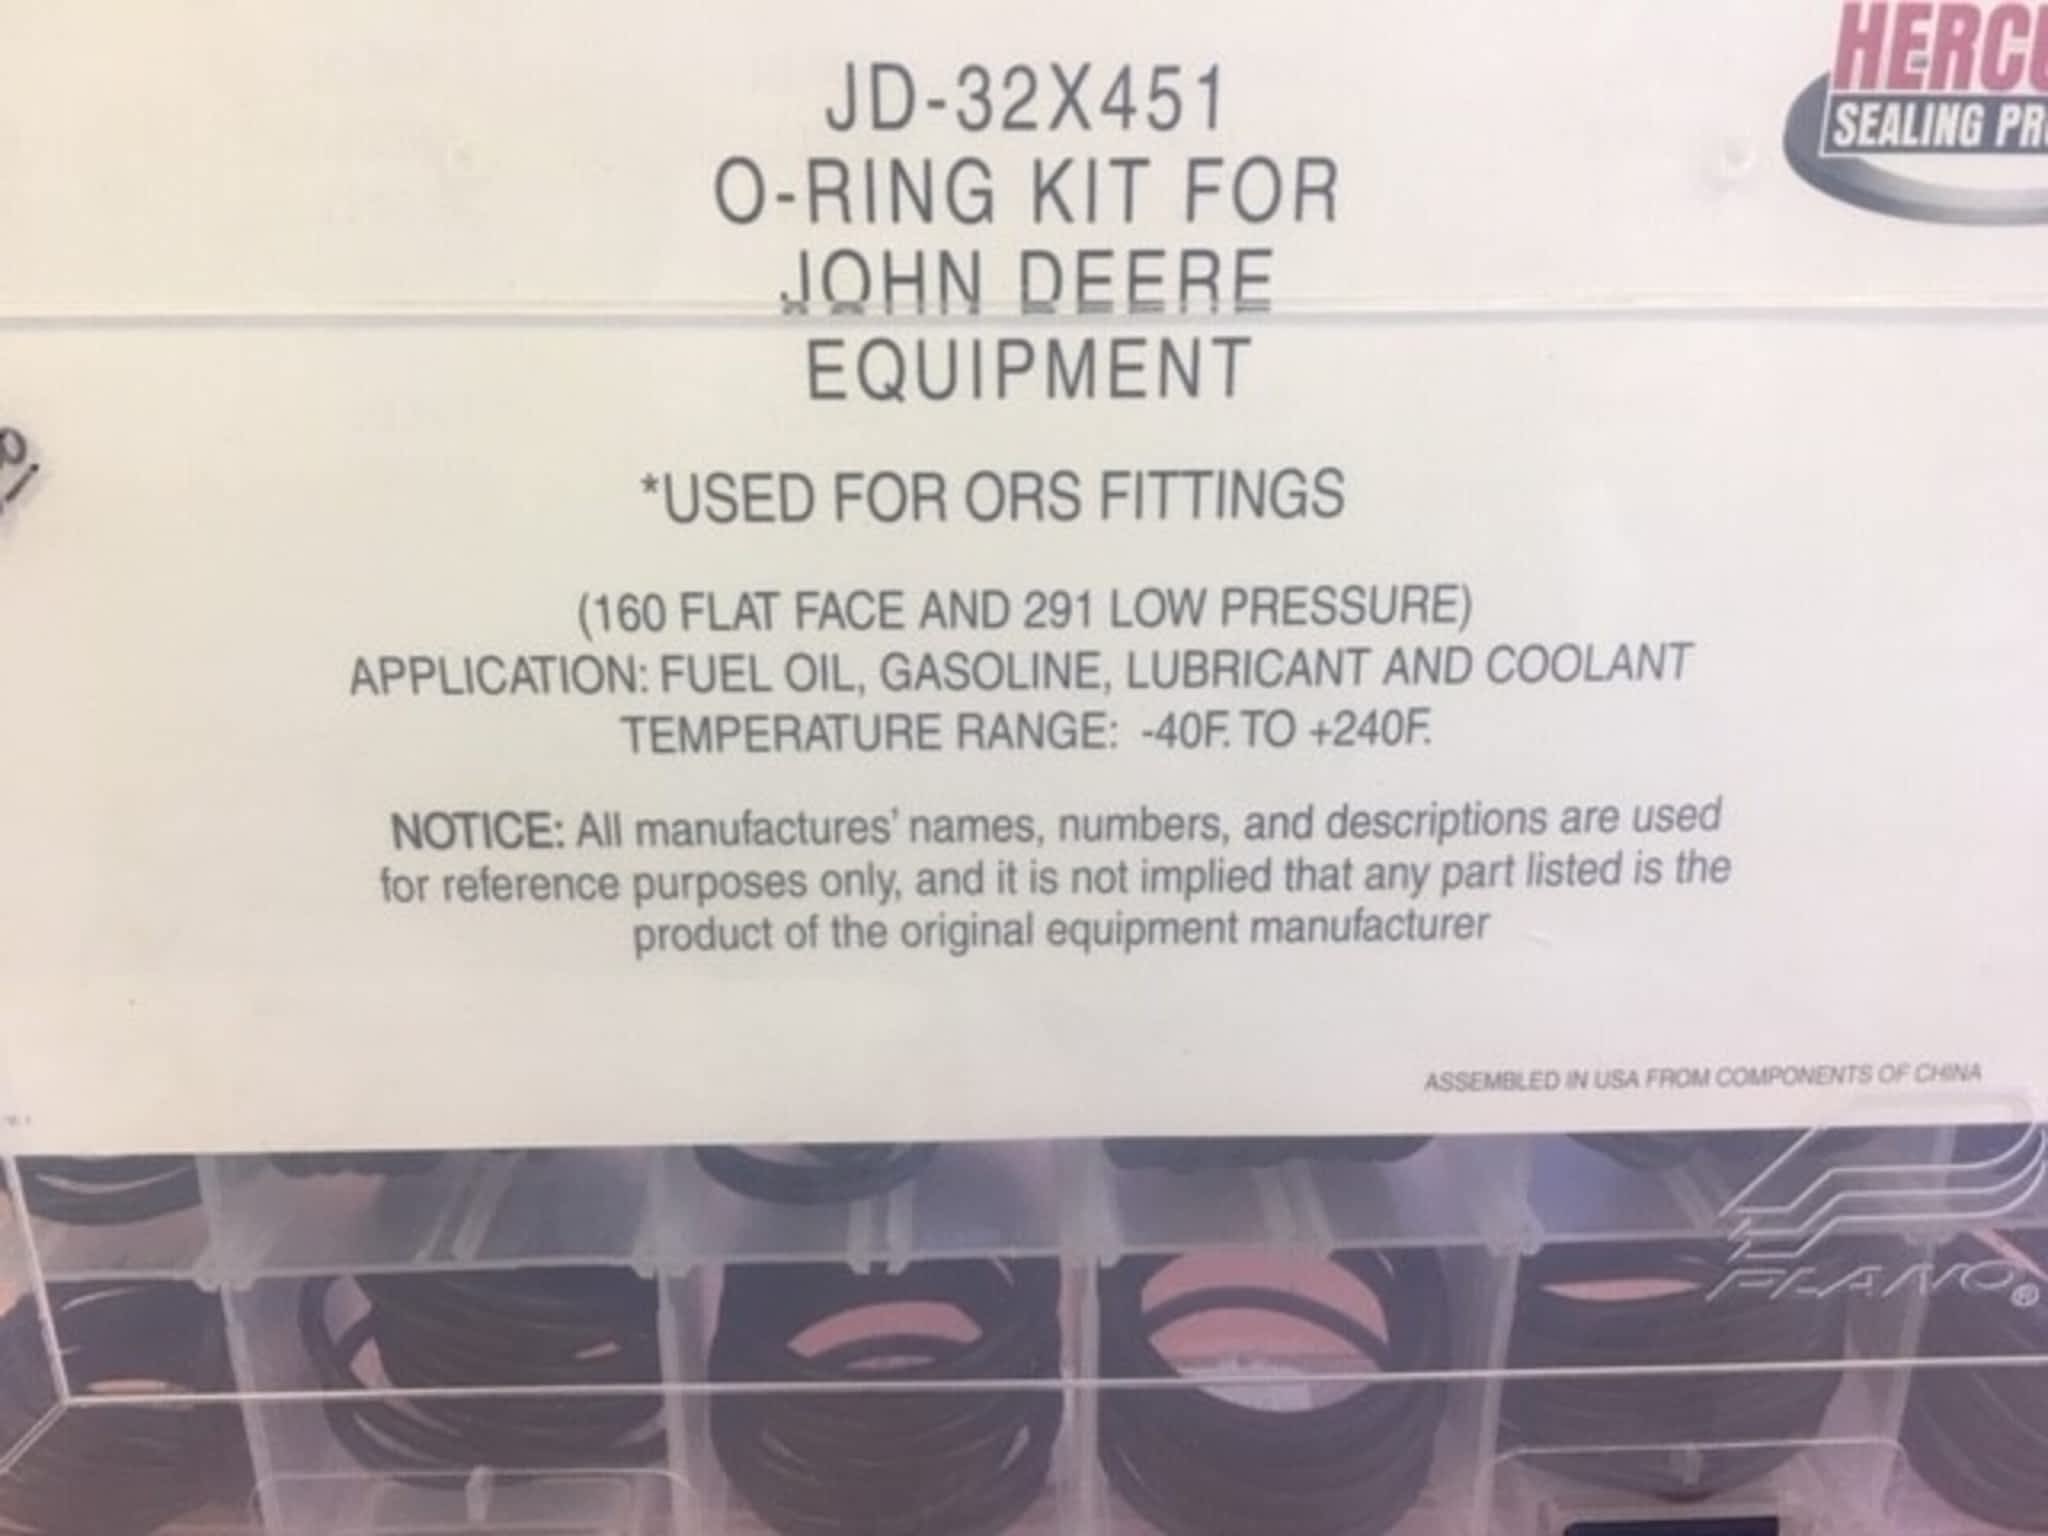 HERCU
SEALING PRO
JD-32X451
O-RING KIT FOR
JOHN DEERE
EQUIPMENT
*USED FOR ORS FITTINGS
(160 FLAT FACE AND 291 LOW PRESSURE)
APPLICATION: FUEL OIL, GASOLINE, LUBRICANT AND COOLANT
TEMPERATURE RANGE: -40F. TO +240F.
NOTICE: All manufactures' names, numbers, and descriptions are used
for reference purposes only, and it is not implied that any part listed is the
product of the original equipment manufacturer
ASSEMBLED IN USA FROM COMPONENTS OF CHINA
PLANO®